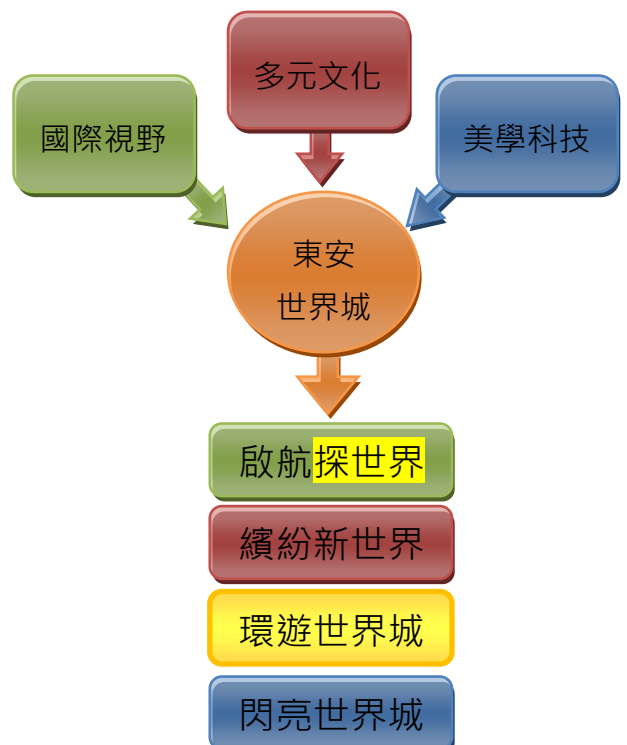 多元文化
國際視野
美學科技
東安
世界城
啟航探世界
繽紛新世界
環遊世界城
閃亮世界城